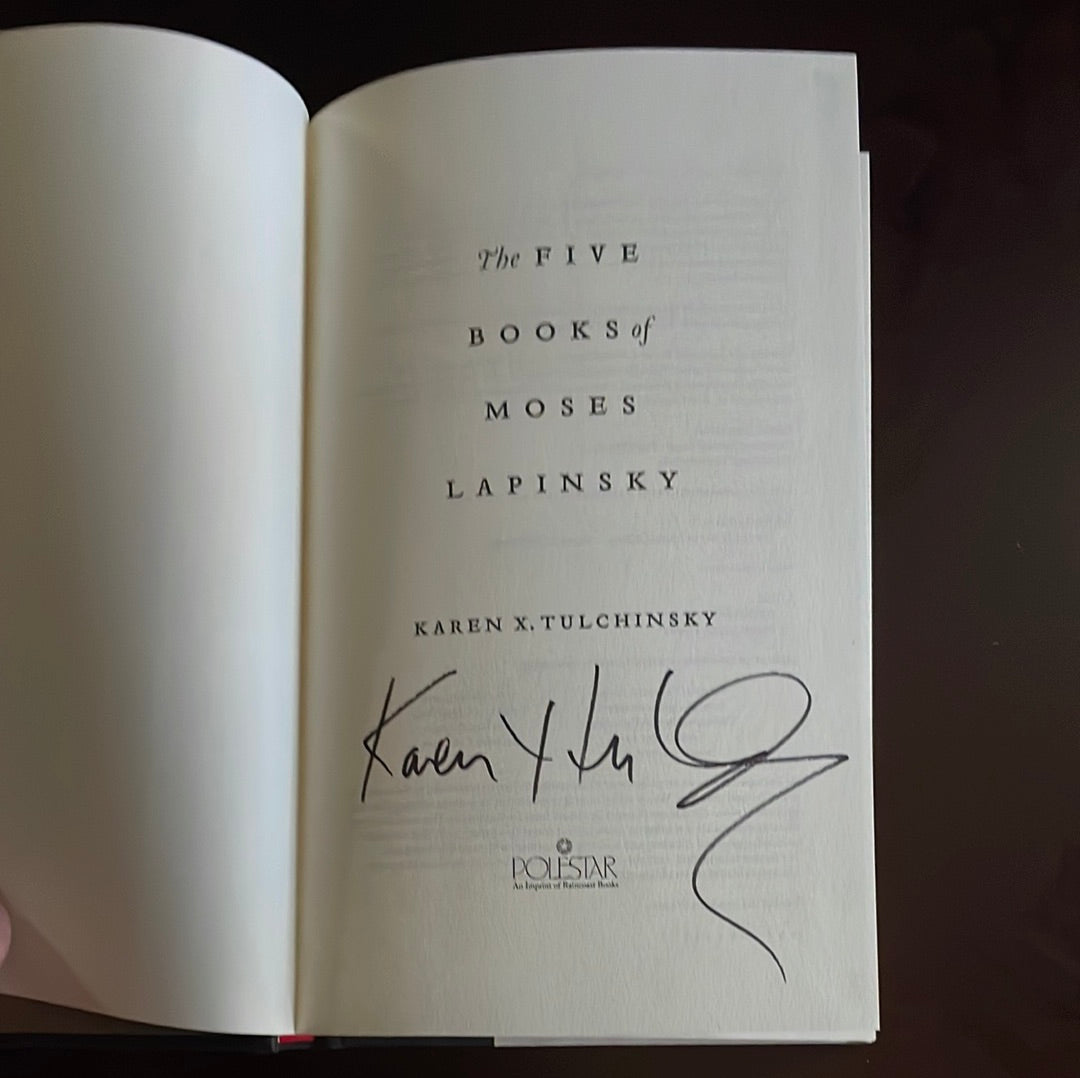 The FIVE
BOOKS of
MOSES
LAPINSKY
KAREN X. TULCHINSKY
Karen X
POLESTAR
An Imprint of Raincoast Books